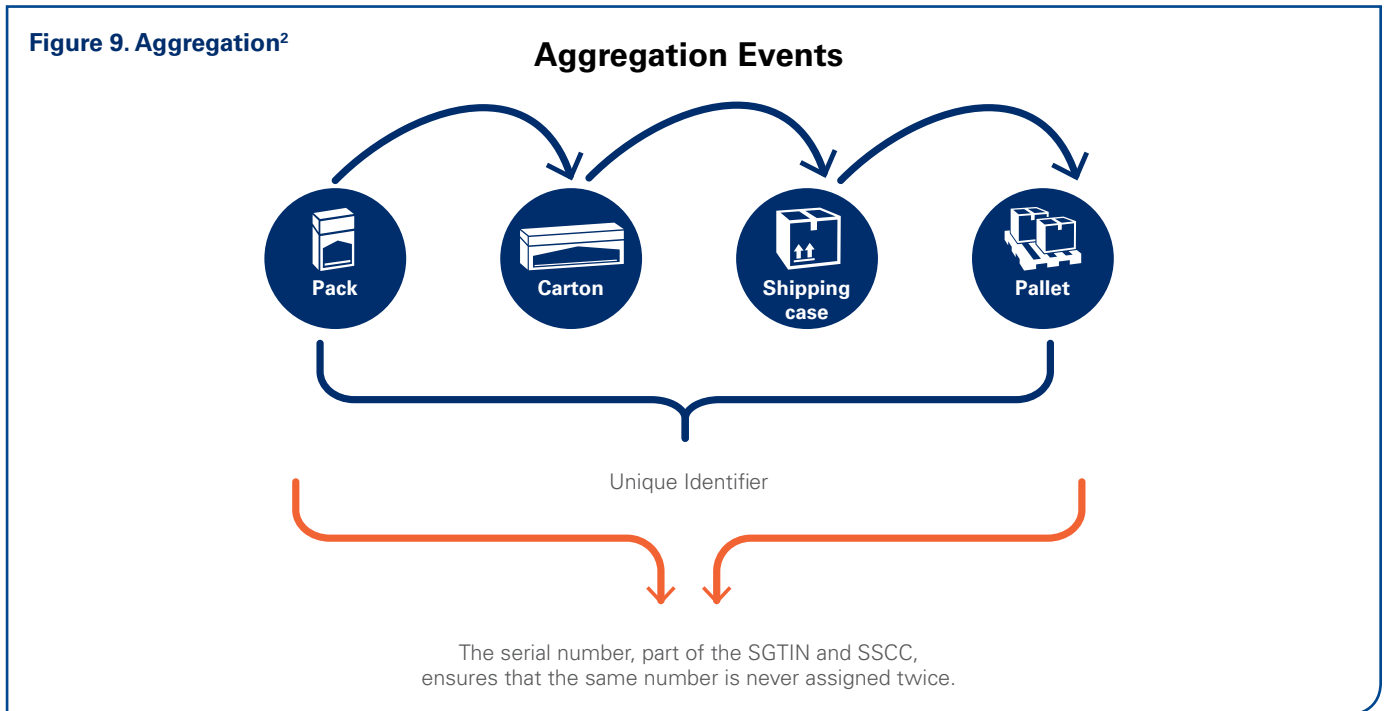 Figure 9. Aggregation²
Aggregation Events
Pack
Carton
Shipping
case
Pallet
Unique Identifier
The serial number, part of the SGTIN and SSCC,
ensures that the same number is never assigned twice.